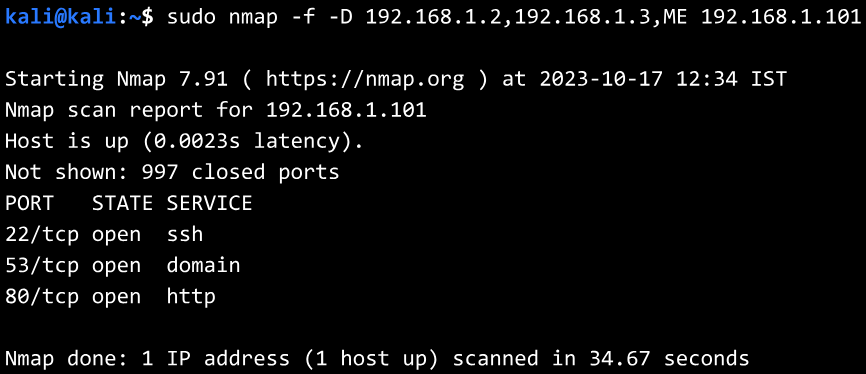 kali@kali:~$ sudo nmap -f -D 192.168.1.2,192.168.1.3,ME 192.168.1.101
Starting Nmap 7.91 ( https://nmap.org ) at 2023-10-17 12:34 IST
Nmap scan report for 192.168.1.101
Host is up (0.0023s latency).
Not shown: 997 closed ports
PORT   STATE SERVICE
22/tcp open  ssh
53/tcp open  domain
80/tcp open  http
Nmap done: 1 IP address (1 host up) scanned in 34.67 seconds